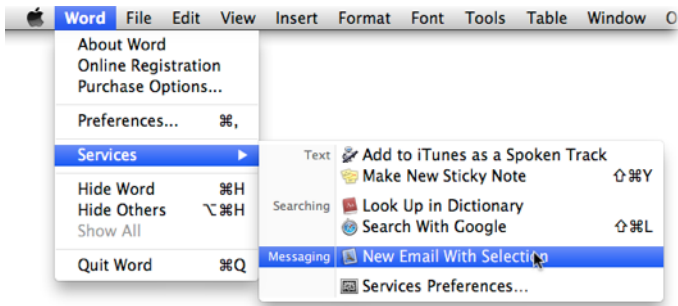 Word File Edit View Insert Format Font Tools Table Window
About Word
Online Registration
Purchase Options...
Preferences... ⌘,
Services ▶
Text Add to iTunes as a Spoken Track
Make New Sticky Note ⇧⌘Y
Hide Word ⌘H
Hide Others ⌥⌘H
Show All
Quit Word ⌘Q
Searching Look Up in Dictionary
Search With Google ⇧⌘L
Messaging New Email With Selection
Services Preferences...